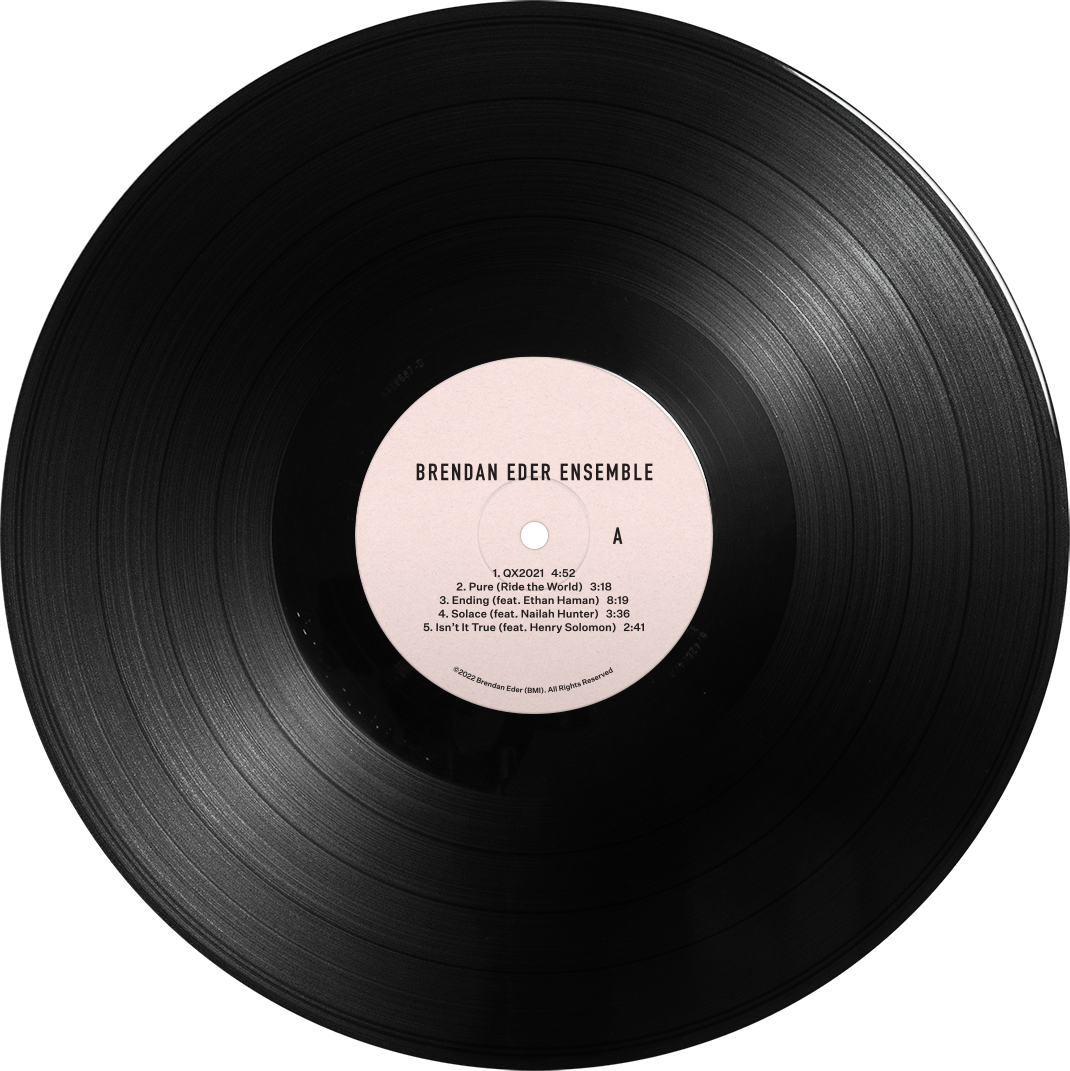 BRENDAN EDER ENSEMBLE
A
1. QX2021 4:52
2. Pure (Ride the World) 3:18
3. Ending (feat. Ethan Haman) 8:19
4. Solace (feat. Nailah Hunter) 3:36
5. Isn't It True (feat. Henry Solomon) 2:41
©2022 Brendan Eder (BMI). All Rights Reserved